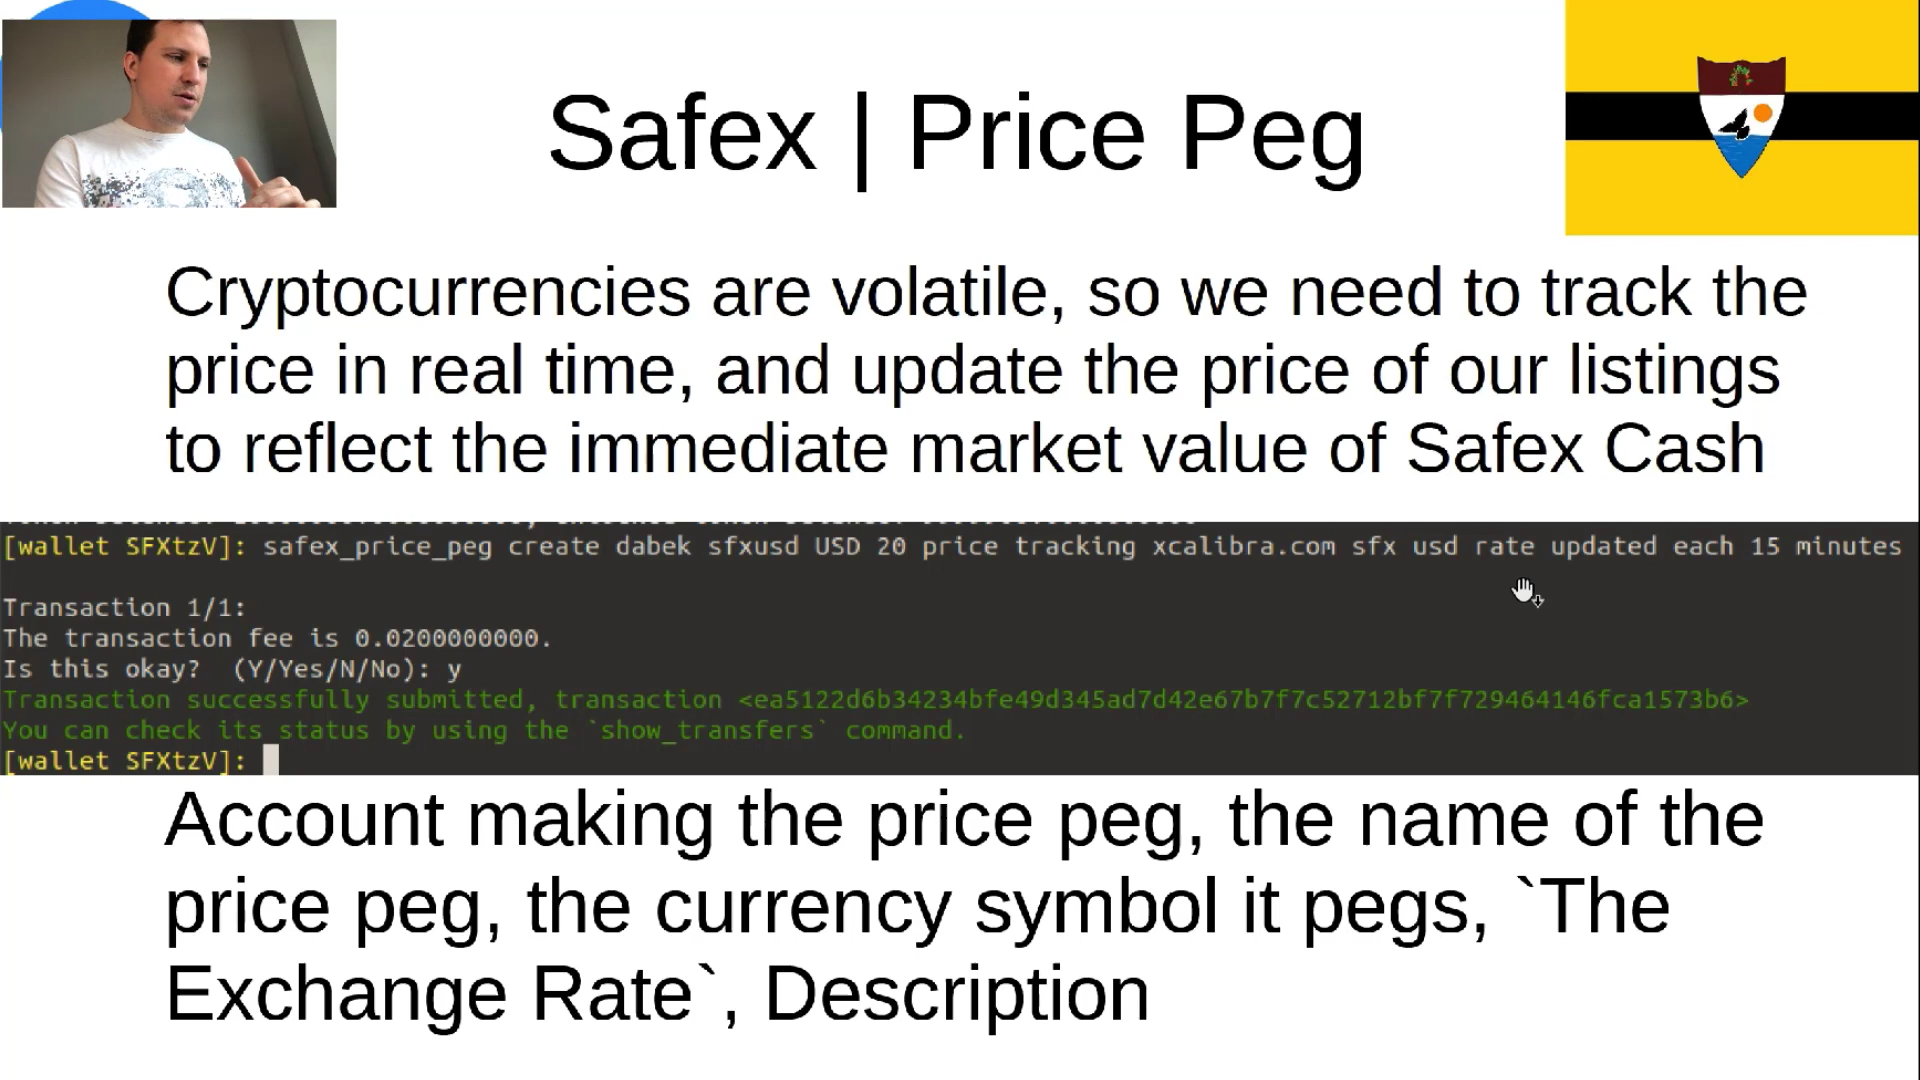 Safex | Price Peg
Cryptocurrencies are volatile, so we need to track the
price in real time, and update the price of our listings
to reflect the immediate market value of Safex Cash
[wallet SFXtzV]: safex_price_peg create dabek sfxusd USD 20 price tracking xcalibra.com sfx usd rate updated each 15 minutes
Transaction 1/1:
The transaction fee is 0.0200000000.
Is this okay?  (Y/Yes/N/No): y
Transaction successfully submitted, transaction <ea5122d6b34234bfe49d345ad7d42e67b7f7c52712bf7f729464146fca1573b6>
You can check its status by using the `show_transfers` command.
[wallet SFXtzV]:
Account making the price peg, the name of the
price peg, the currency symbol it pegs, `The
Exchange Rate`, Description